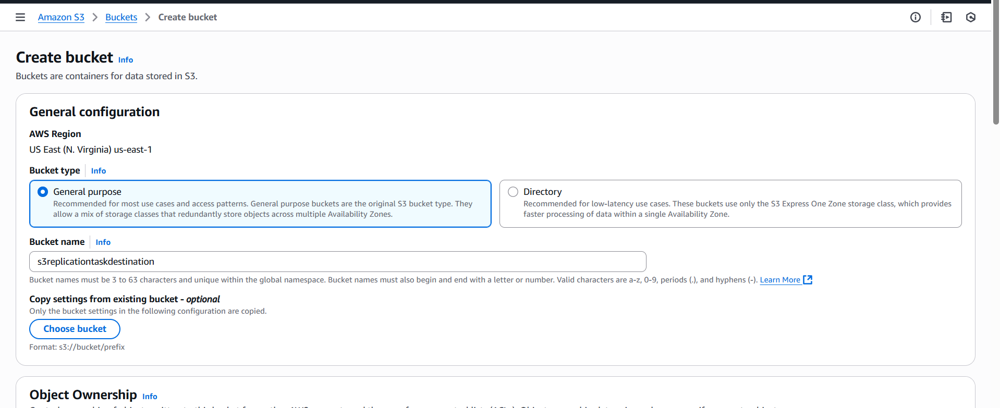 Amazon S3 > Buckets > Create bucket
Create bucket Info
Buckets are containers for data stored in S3.
General configuration
AWS Region
US East (N. Virginia) us-east-1
Bucket type Info
General purpose
Recommended for most use cases and access patterns. General purpose buckets are the original S3 bucket type. They
allow a mix of storage classes that redundantly store objects across multiple Availability Zones.
Directory
Recommended for low-latency use cases. These buckets use only the S3 Express One Zone storage class, which provides
faster processing of data within a single Availability Zone.
Bucket name Info
s3replicationtaskdestination
Bucket names must be 3 to 63 characters and unique within the global namespace. Bucket names must also begin and end with a letter or number. Valid characters are a-z, 0-9, periods (.), and hyphens (-). Learn More
Copy settings from existing bucket - optional
Only the bucket settings in the following configuration are copied.
Choose bucket
Format: s3://bucket/prefix
Object Ownership Info